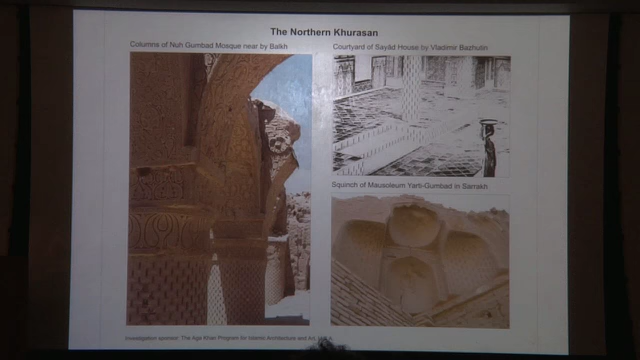 The Northern Khurasan
Columns of Nuh Gumbad Mosque near by Balkh
Courtyard of Sayád House by Vladimir Bazhutin
Squinch of Mausoleum Yarti-Gumbad in Sarrakh
Investigation sponsor: The Aga Khan Program for Islamic Architecture and Art,